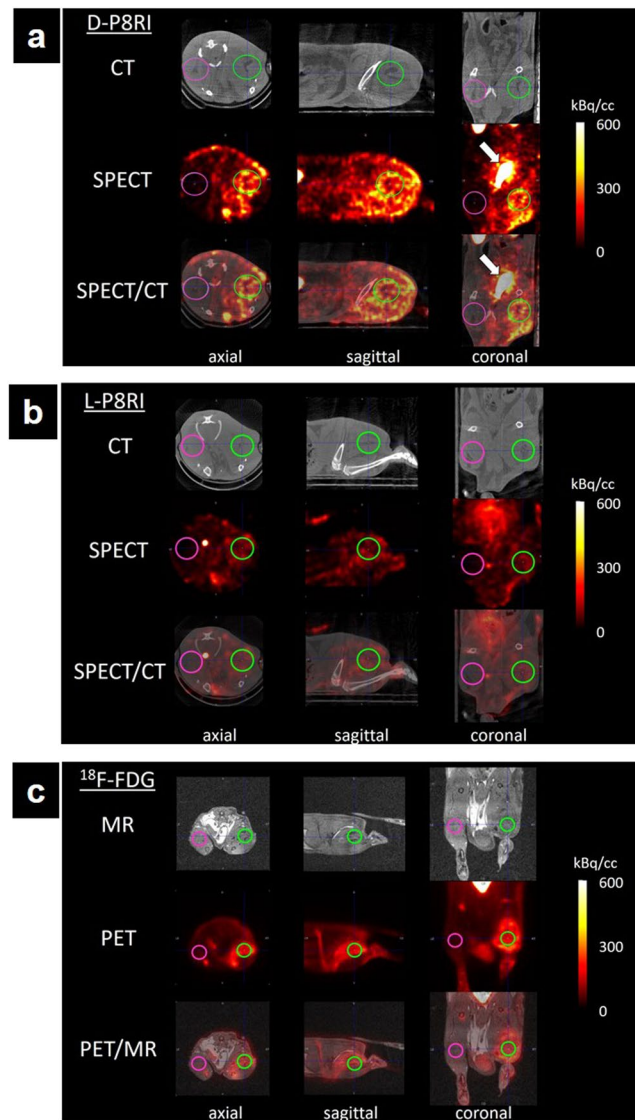 a
D-P8RI
CT
SPECT
SPECT/CT
axial sagittal coronal
kBq/cc
600
300
0
b
L-P8RI
CT
SPECT
SPECT/CT
axial sagittal coronal
kBq/cc
600
300
0
c
18F-FDG
MR
PET
PET/MR
axial sagittal coronal
kBq/cc
600
300
0